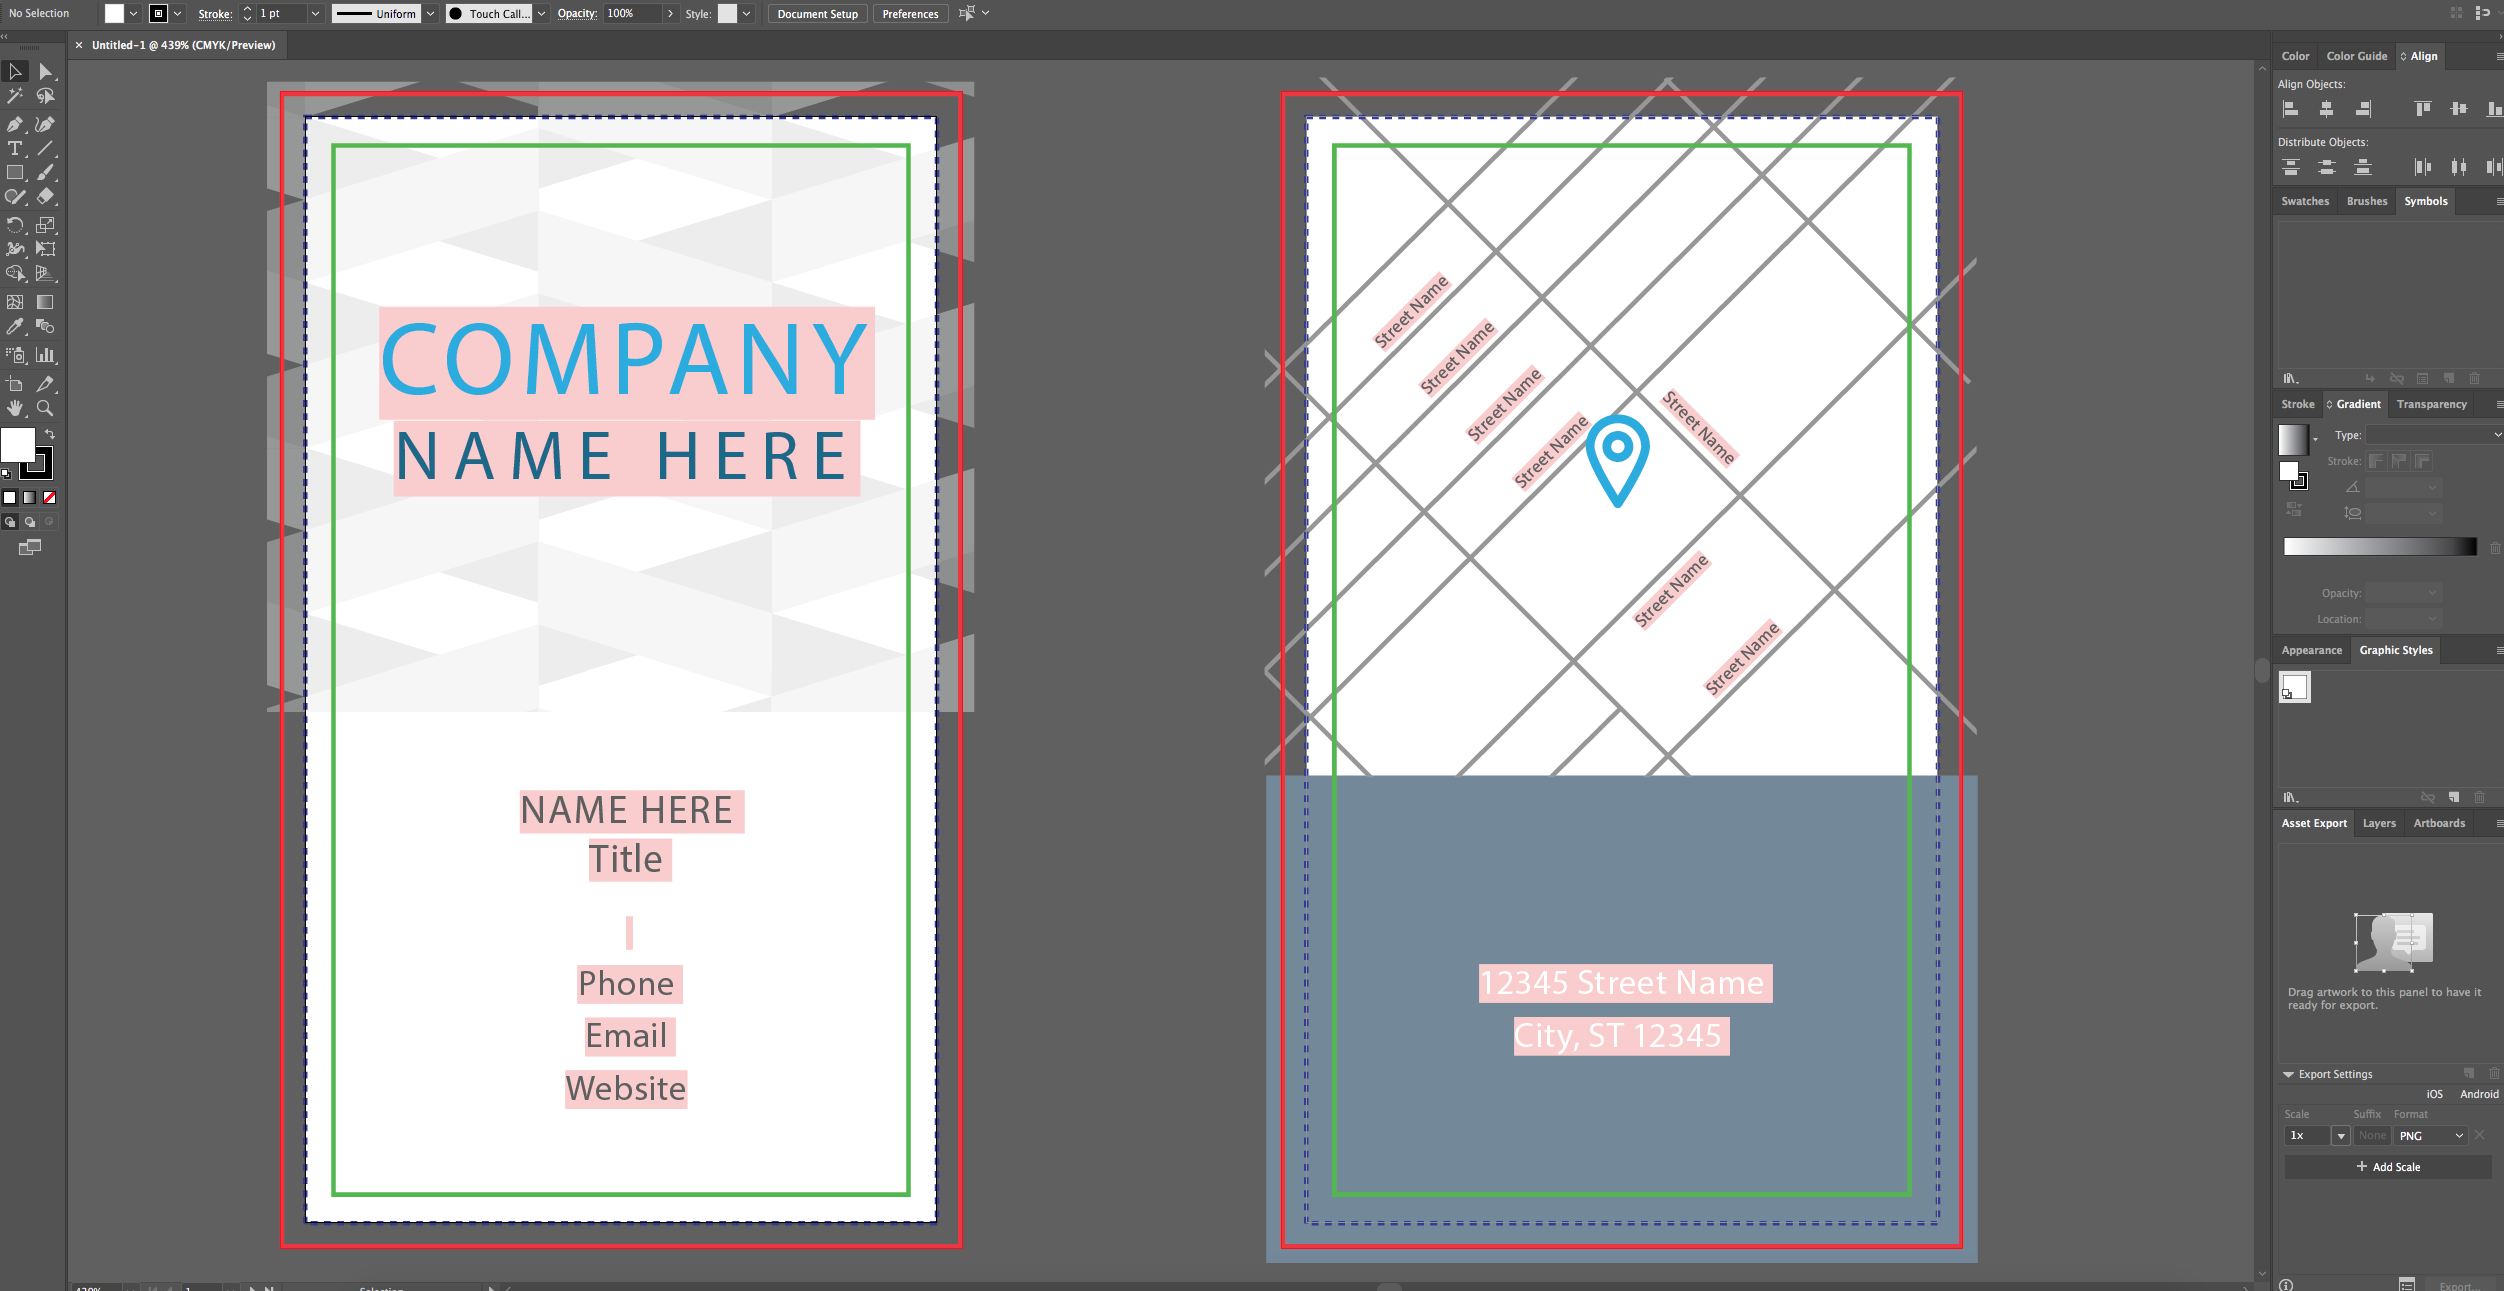 No Selection
Stroke:
1 pt
Uniform
Touch Call...
Opacity:
100%
Style:
Document Setup
Preferences
× Untitled-1 @ 439% (CMYK/Preview)
COMPANY
NAME HERE
NAME HERE
Title
Phone
Email
Website
Street Name
Street Name
Street Name
Street Name
Street Name
Street Name
Street Name
12345 Street Name
City, ST 12345
Color
Color Guide
Align
Align Objects:
Distribute Objects:
Swatches
Brushes
Symbols
Stroke
Gradient
Transparency
Type:
Stroke:
Opacity:
Location:
Appearance
Graphic Styles
Asset Export
Layers
Artboards
Drag artwork to this panel to have it
ready for export.
Export Settings
iOS
Android
Scale
Suffix
Format
1x
None
PNG
+ Add Scale
Export...
439%
1
Selection